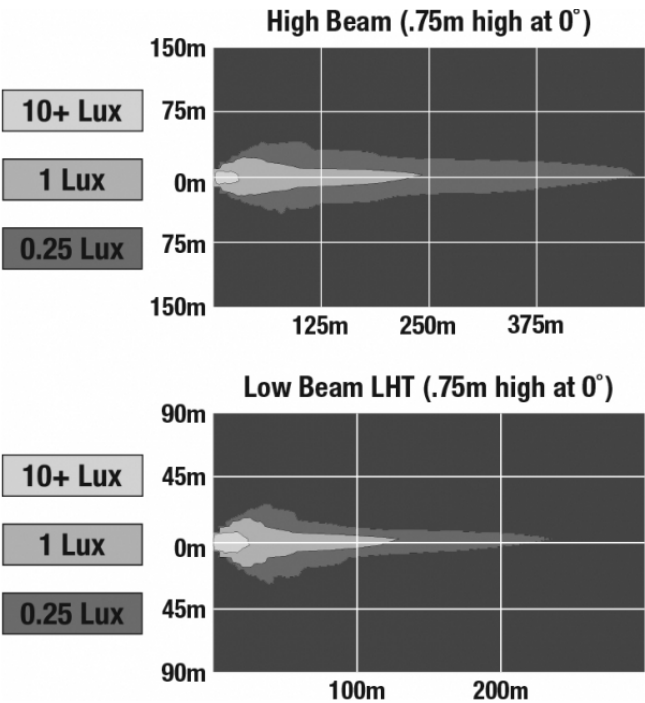 High Beam (.75m high at 0°)
150m
75m
0m
75m
150m
125m 250m 375m
10+ Lux
1 Lux
0.25 Lux
Low Beam LHT (.75m high at 0°)
90m
45m
0m
45m
90m
100m 200m
10+ Lux
1 Lux
0.25 Lux